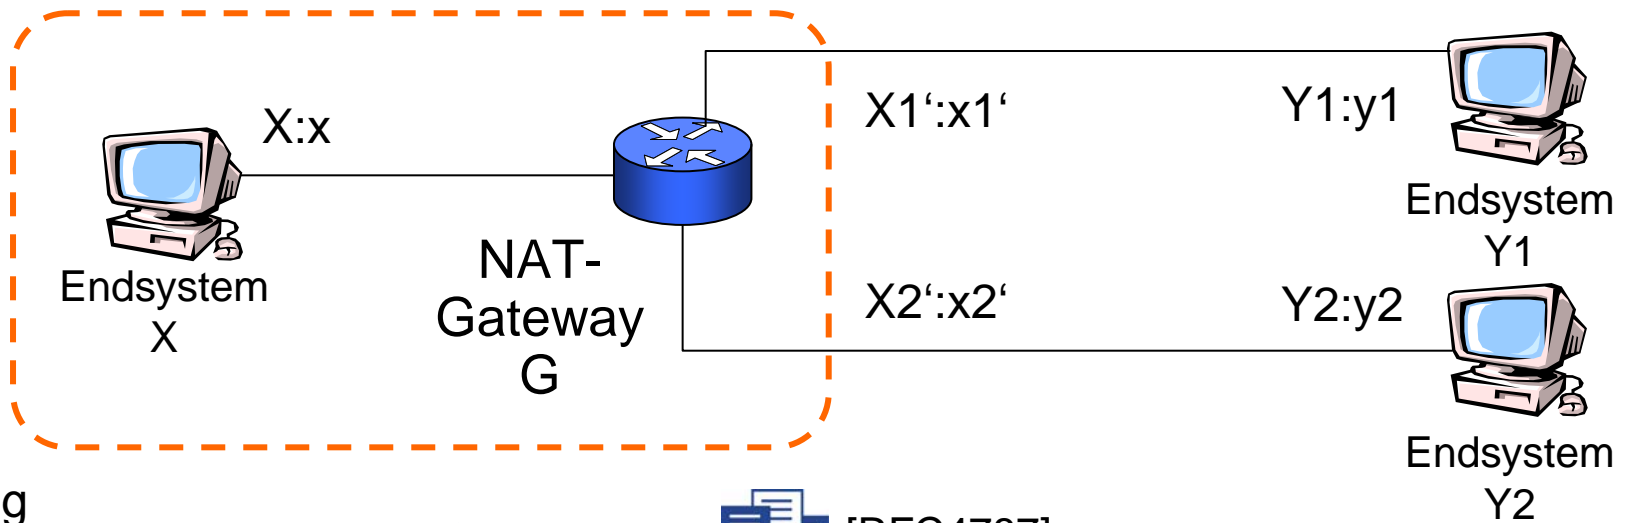 X:x
X1‘:x1‘
Y1:y1
Endsystem
Y1
Endsystem
X
NAT-
Gateway
G
X2‘:x2‘
Y2:y2
Endsystem
Y2
g